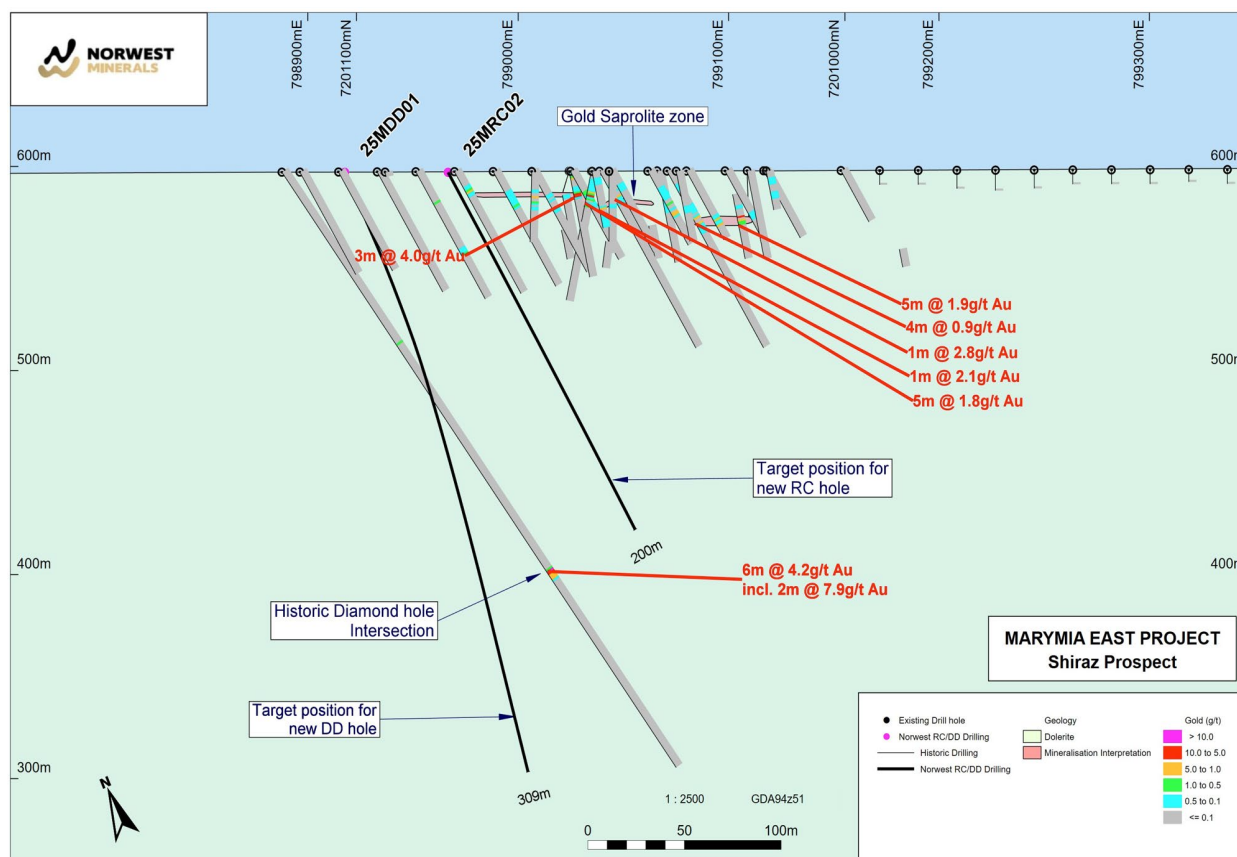 NORWEST
MINERALS
798900mE
7201100mN
799000mE
799100mE
7201000mN
799200mE
799300mE
25MDD01
25MRC02
Gold Saprolite zone
600m
600m
3m @ 4.0g/t Au
5m @ 1.9g/t Au
4m @ 0.9g/t Au
1m @ 2.8g/t Au
1m @ 2.1g/t Au
5m @ 1.8g/t Au
500m
500m
Target position for
new RC hole
200m
400m
400m
6m @ 4.2g/t Au
incl. 2m @ 7.9g/t Au
Historic Diamond hole
Intersection
MARYMIA EAST PROJECT
Shiraz Prospect
Target position for
new DD hole
300m
309m
N
1 : 2500
GDA94z51
0
50
100m
Existing Drill hole
Norwest RC/DD Drilling
Historic Drilling
Norwest RC/DD Drilling
Geology
Dolerite
Mineralisation Interpretation
Gold (g/t)
> 10.0
10.0 to 5.0
5.0 to 1.0
1.0 to 0.5
0.5 to 0.1
<= 0.1